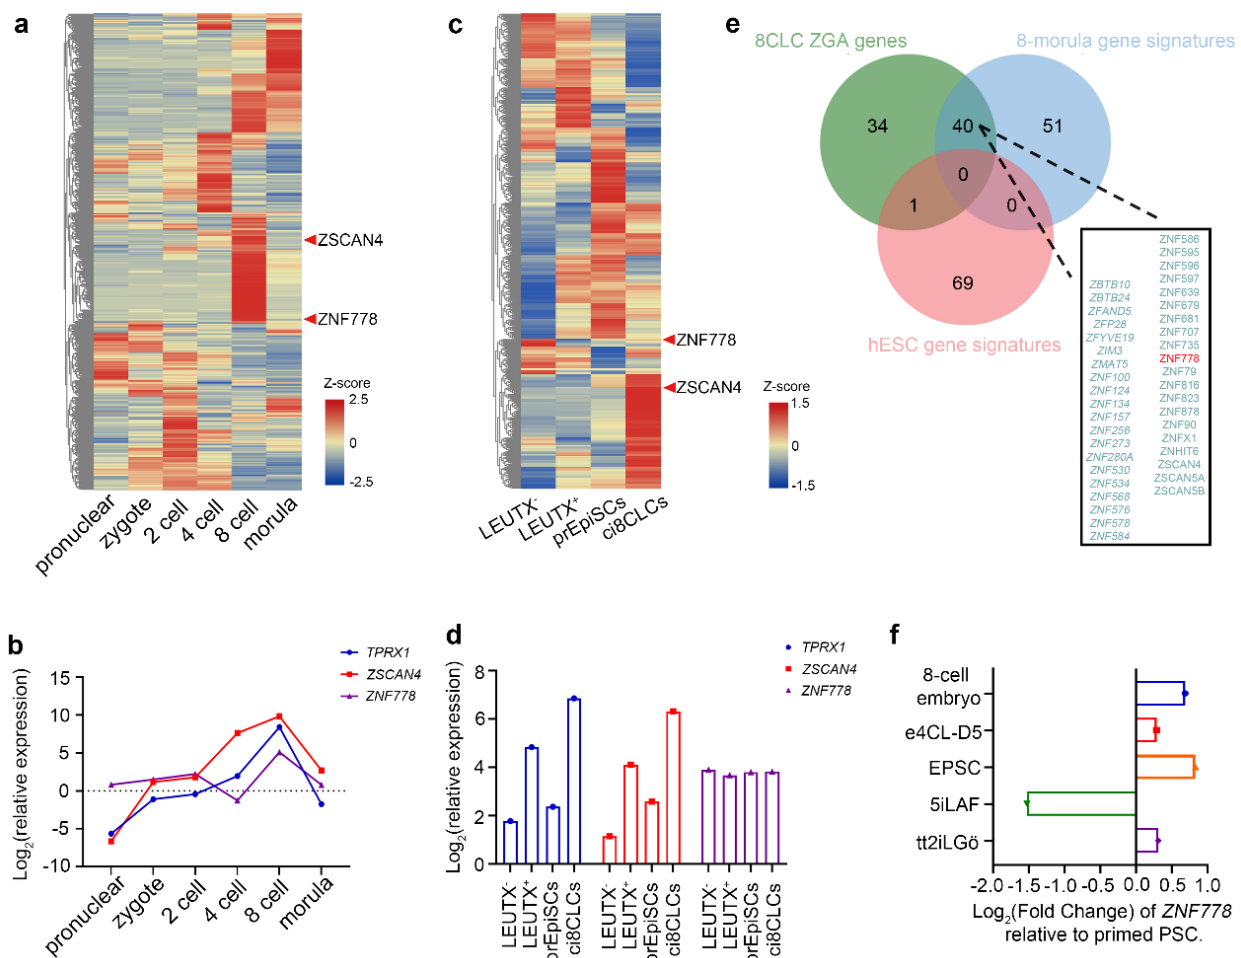 a
ZSCAN4
ZNF778
Z-score
2.5
0
-2.5
pronuclear
zygote
2 cell
4 cell
8 cell
morula
c
ZNF778
ZSCAN4
Z-score
1.5
0
-1.5
LEUTX-
LEUTX+
prEpiSCs
ci8CLCs
e
8CLC ZGA genes
8-morula gene signatures
34
40
51
0
1
0
69
hESC gene signatures
ZBTB10
ZBTB24
ZFAND5
ZFP28
ZFYVE19
ZIM3
ZMAT5
ZNF100
ZNF124
ZNF134
ZNF157
ZNF256
ZNF273
ZNF280A
ZNF530
ZNF534
ZNF568
ZNF576
ZNF578
ZNF584
ZNF586
ZNF595
ZNF596
ZNF597
ZNF639
ZNF679
ZNF681
ZNF707
ZNF735
ZNF778
ZNF79
ZNF816
ZNF823
ZNF878
ZNF90
ZNFX1
ZNHIT6
ZSCAN4
ZSCAN5A
ZSCAN5B
b
TPRX1
ZSCAN4
ZNF778
Log2(relative expression)
15
10
5
0
-5
-10
pronuclear
zygote
2 cell
4 cell
8 cell
morula
d
TPRX1
ZSCAN4
ZNF778
Log2(relative expression)
8
6
4
2
0
LEUTX-
LEUTX+
prEpiSCs
ci8CLCs
LEUTX-
LEUTX+
prEpiSCs
ci8CLCs
LEUTX-
LEUTX+
prEpiSCs
ci8CLCs
f
8-cell
embryo
e4CL-D5
EPSC
5iLAF
tt2iLGö
-2.0 -1.5 -1.0 -0.5 0.0 0.5 1.0
Log2(Fold Change) of ZNF778
relative to primed PSC.